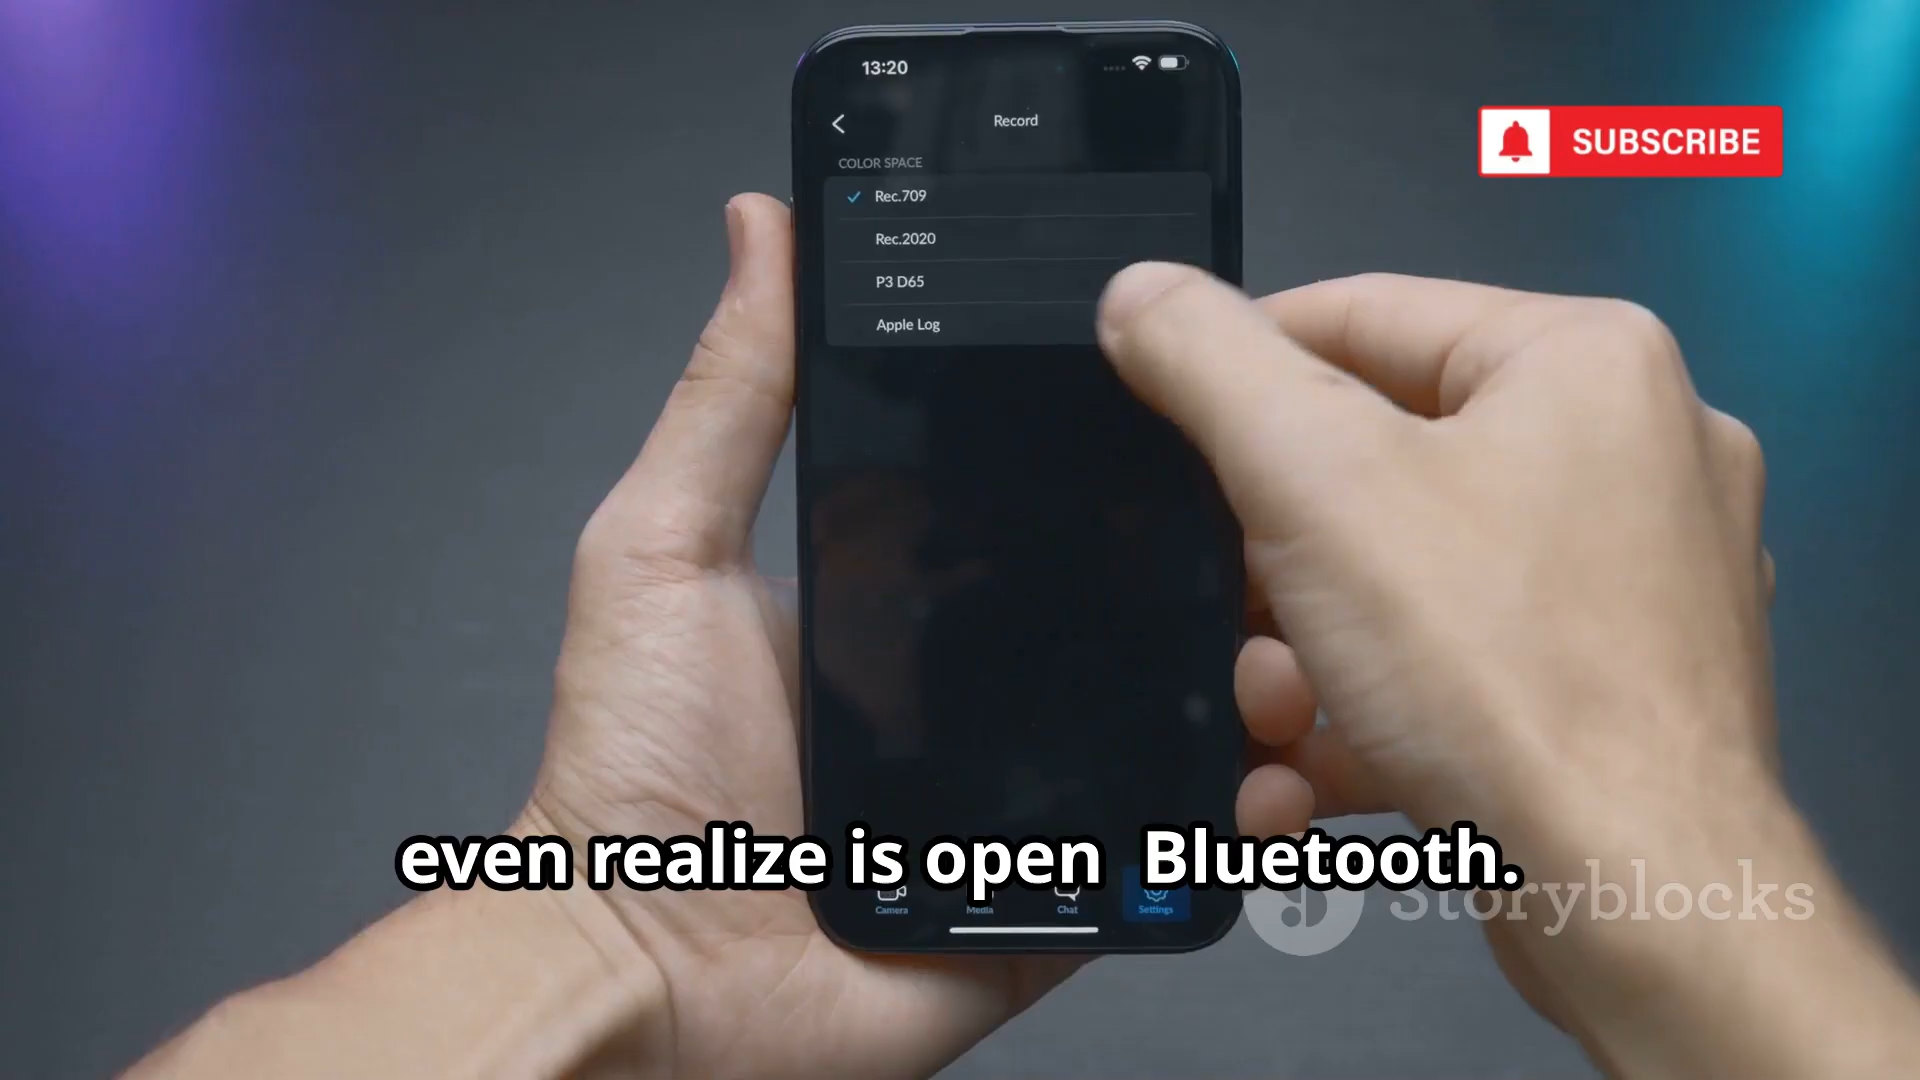 13:20
Record
SUBSCRIBE
COLOR SPACE
Rec.709
Rec.2020
P3 D65
Apple Log
even realize is open Bluetooth.
Camera
Media
Chat
Settings
Storyblocks